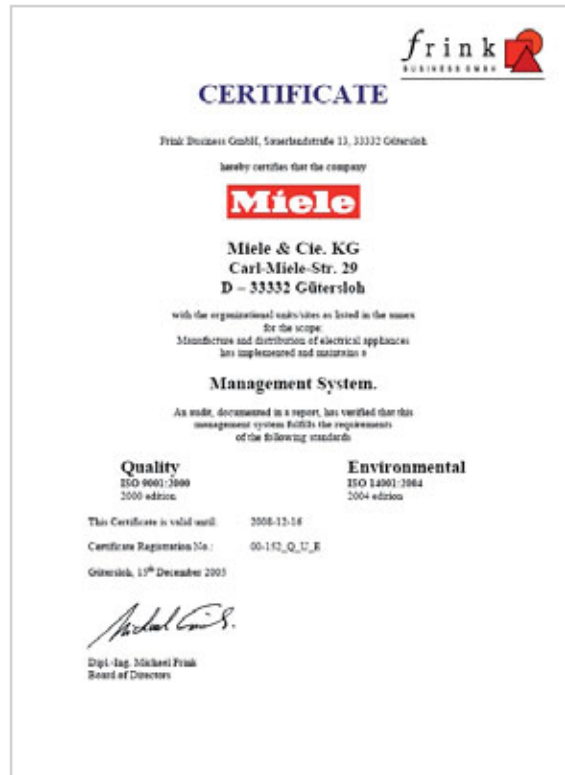 frink
BUSINESS GMBH
CERTIFICATE
Frink Business GmbH, Sauerlandstraße 13, 33332 Gütersloh
hereby certifies that the company
Miele
Miele & Cie. KG
Carl-Miele-Str. 29
D – 33332 Gütersloh
with the organizational units/sites as listed in the annex
for the scope:
Manufacture and distribution of electrical appliances
has implemented and maintains a
Management System.
An audit, documented in a report, has verified that this
management system fulfills the requirements
of the following standards
Quality
ISO 9001:2000
2000 edition
Environmental
ISO 14001:2004
2004 edition
This Certificate is valid until: 2008-12-16
Certificate Registration No.: 00-152_Q_U_E
Gütersloh, 15th December 2005
Dipl.-Ing. Michael Frink
Board of Directors